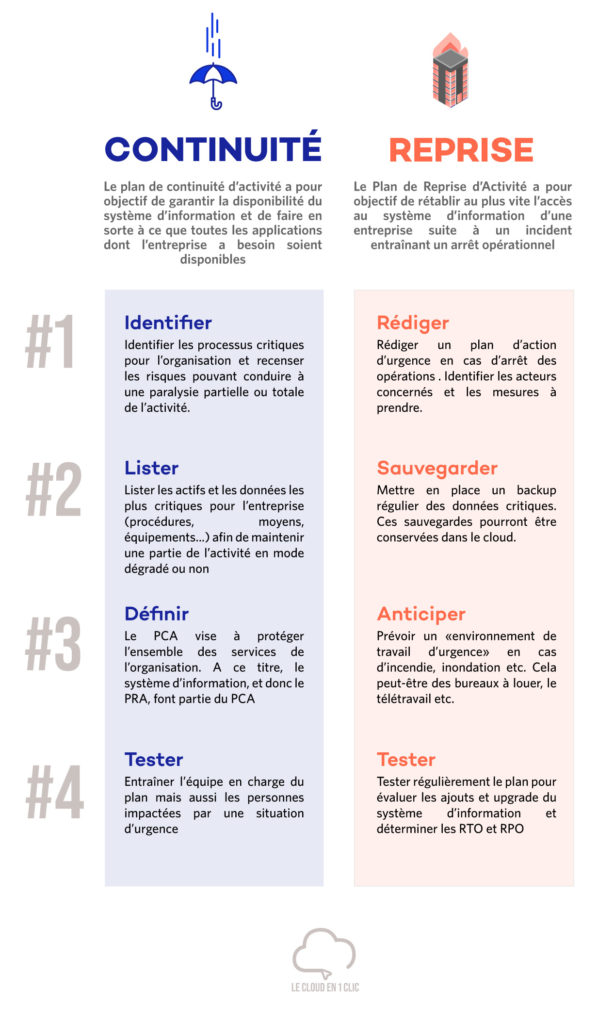 CONTINUITÉ
Le plan de continuité d'activité a pour
objectif de garantir la disponibilité du
système d'information et de faire en
sorte à ce que toutes les applications
dont l'entreprise a besoin soient
disponibles
REPRISE
Le Plan de Reprise d'Activité a pour
objectif de rétablir au plus vite l'accès
au système d'information d'une
entreprise suite à un incident
entraînant un arrêt opérationnel
#1
Identifier
Identifier les processus critiques
pour l'organisation et recenser
les risques pouvant conduire à
une paralysie partielle ou totale
de l'activité.
Rédiger
Rédiger un plan d'action
d'urgence en cas d'arrêt des
opérations . Identifier les acteurs
concernés et les mesures à
prendre.
#2
Lister
Lister les actifs et les données les
plus critiques pour l'entreprise
(procédures, moyens,
équipements...) afin de maintenir
une partie de l'activité en mode
dégradé ou non
Sauvegarder
Mettre en place un backup
régulier des données critiques.
Ces sauvegardes pourront être
conservées dans le cloud.
#3
Définir
Le PCA vise à protéger
l'ensemble des services de
l'organisation. A ce titre, le
système d'information, et donc le
PRA, font partie du PCA
Anticiper
Prévoir un «environnement de
travail d'urgence» en cas
d'incendie, inondation etc. Cela
peut-être des bureaux à louer, le
télétravail etc.
#4
Tester
Entraîner l'équipe en charge du
plan mais aussi les personnes
impactées par une situation
d'urgence
Tester
Tester régulièrement le plan pour
évaluer les ajouts et upgrade du
système d'information et
déterminer les RTO et RPO
LE CLOUD EN 1 CLIC